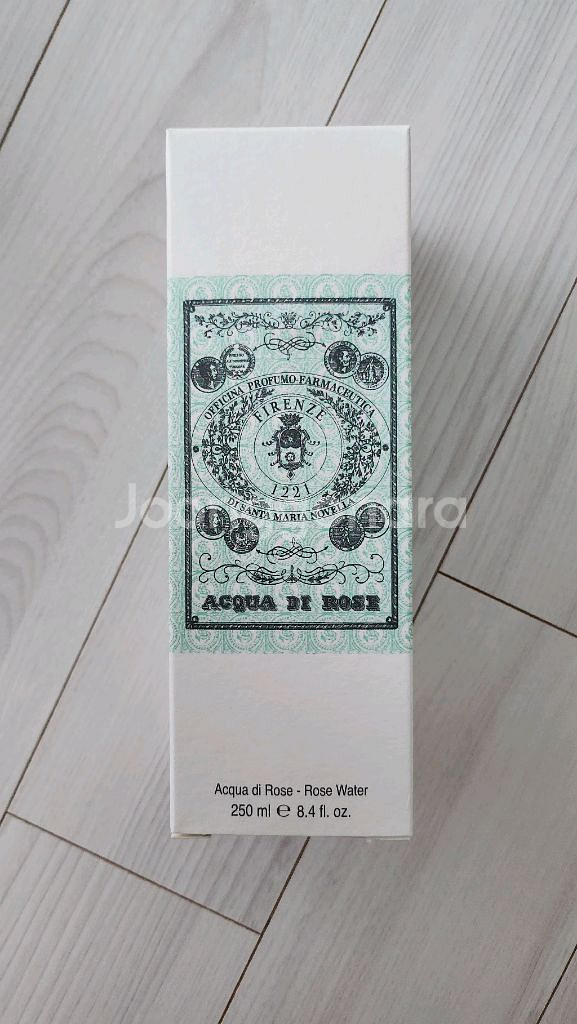 OFFICINA PROFUMO-FARMACEUTICA
FIRENZE
1221
DI SANTA MARIA NOVELLA
ACQUA DI ROSE
Acqua di Rose - Rose Water
250 ml ℮ 8.4 fl. oz.